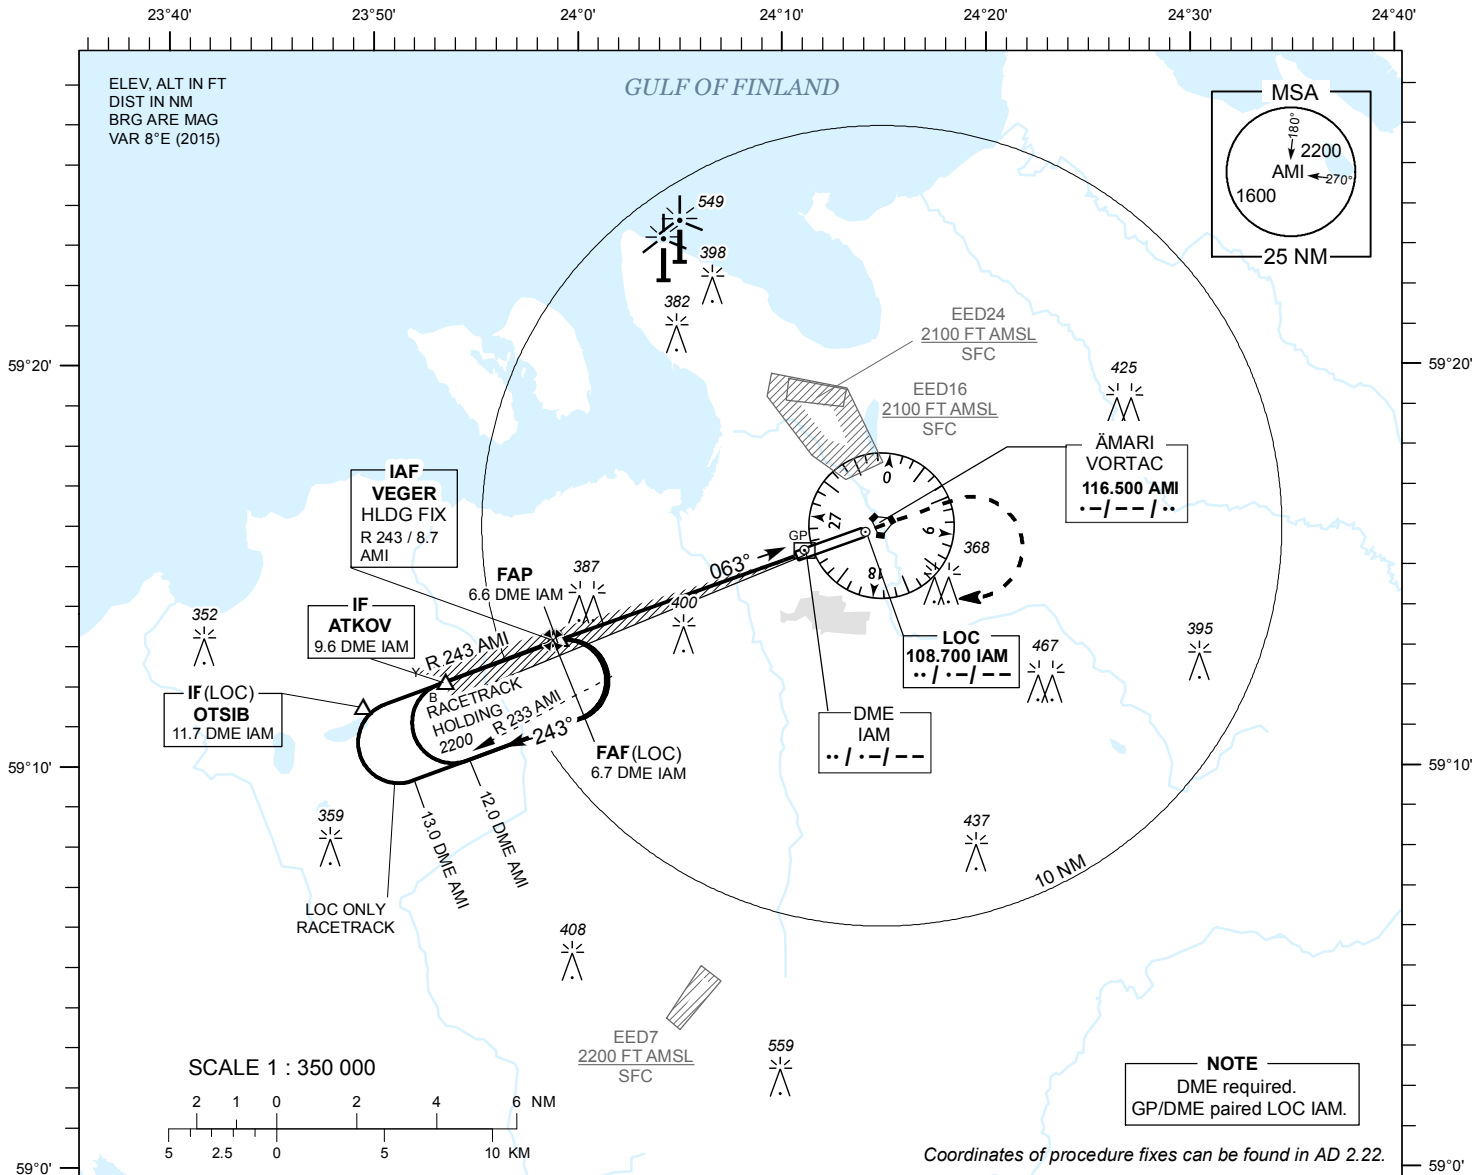 23°40'
23°50'
24°0'
24°10'
24°20'
24°30'
24°40'
ELEV, ALT IN FT
DIST IN NM
BRG ARE MAG
VAR 8°E (2015)
GULF OF FINLAND
MSA
180°
2200
AMI
270°
1600
25 NM
549
398
382
EED24
2100 FT AMSL
SFC
EED16
2100 FT AMSL
SFC
425
59°20'
59°20'
ÄMARI
VORTAC
116.500 AMI
·–/––/··
IAF
VEGER
HLDG FIX
R 243 / 8.7
AMI
0
27
9
18
GP
368
063°
387
FAP
6.6 DME IAM
400
352
IF
ATKOV
9.6 DME IAM
R 243 AMI
Y
B
LOC
108.700 IAM
··/·–/––
467
395
IF(LOC)
OTSIB
11.7 DME IAM
RACETRACK
HOLDING
2200
R 233 AMI
243°
DME
IAM
··/·–/––
FAF(LOC)
6.7 DME IAM
59°10'
59°10'
359
13.0 DME AMI
12.0 DME AMI
437
10 NM
LOC ONLY
RACETRACK
408
EED7
2200 FT AMSL
SFC
559
SCALE 1 : 350 000
2 1 0 2 4 6 NM
5 2.5 0 5 10 KM
NOTE
DME required.
GP/DME paired LOC IAM.
Coordinates of procedure fixes can be found in AD 2.22.
59°0'
59°0'